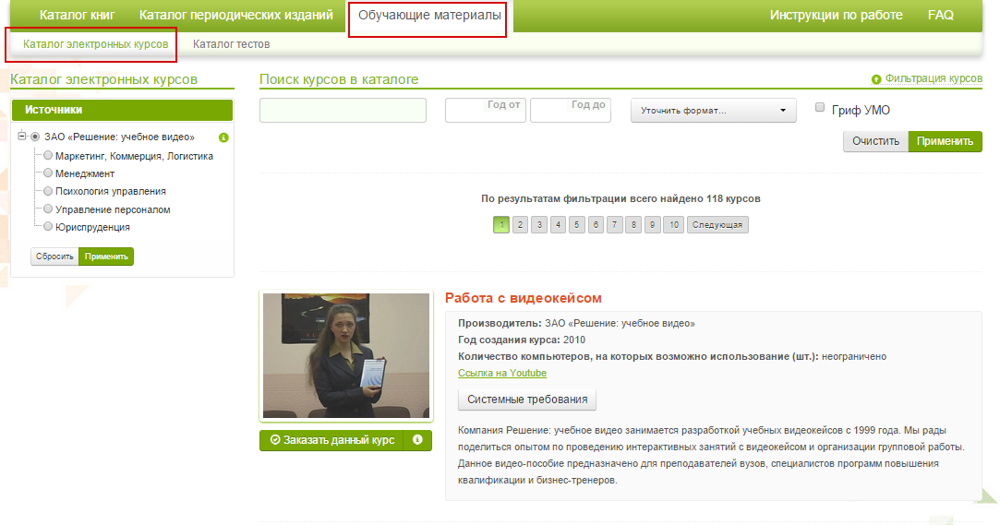 Каталог книг Каталог периодических изданий Обучающие материалы Инструкции по работе FAQ
Каталог электронных курсов Каталог тестов
Каталог электронных курсов
Источники
ЗАО «Решение: учебное видео»
Маркетинг, Коммерция, Логистика
Менеджмент
Психология управления
Управление персоналом
Юриспруденция
Сбросить Применить
Поиск курсов в каталоге Фильтрация курсов
Год от Год до Уточнить формат... Гриф УМО
Очистить Применить
По результатам фильтрации всего найдено 118 курсов
1 2 3 4 5 6 7 8 9 10 Следующая
Работа с видеокейсом
Производитель: ЗАО «Решение: учебное видео»
Год создания курса: 2010
Количество компьютеров, на которых возможно использование (шт.): неограничено
Ссылка на Youtube
Системные требования
Заказать данный курс
Компания Решение: учебное видео занимается разработкой учебных видеокейсов с 1999 года. Мы рады
поделиться опытом по проведению интерактивных занятий с видеокейсом и организации групповой работы.
Данное видео-пособие предназначено для преподавателей вузов, специалистов программ повышения
квалификации и бизнес-тренеров.